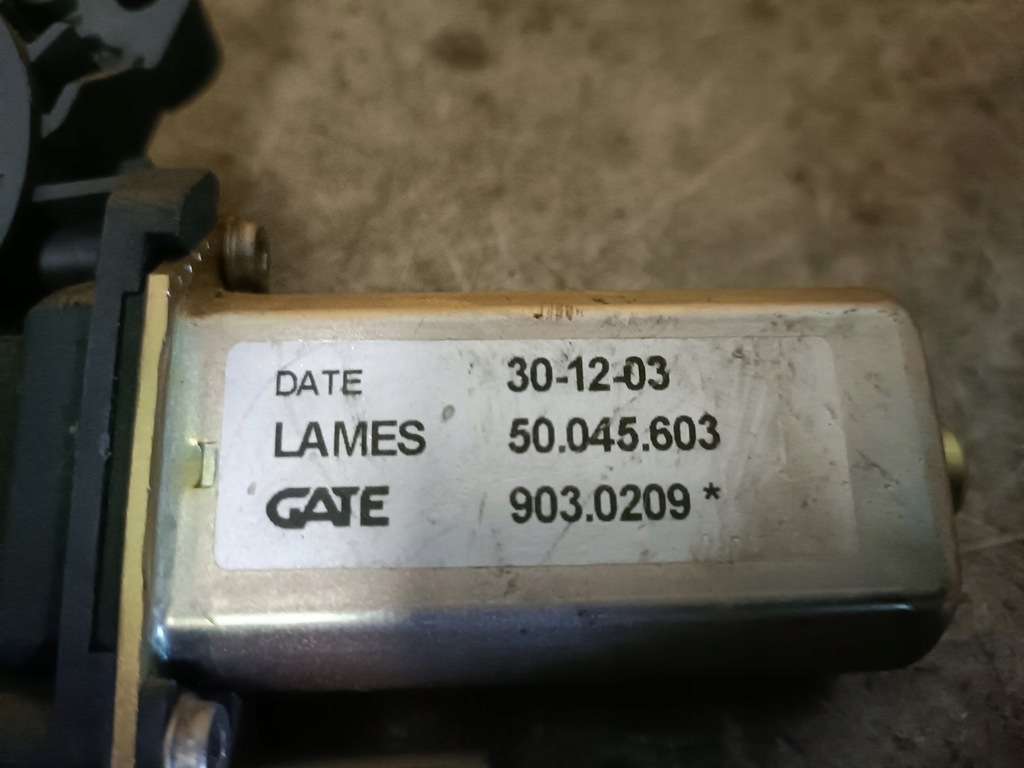 DATE 30-12-03
LAMES 50.045.603
GATE 903.0209 *